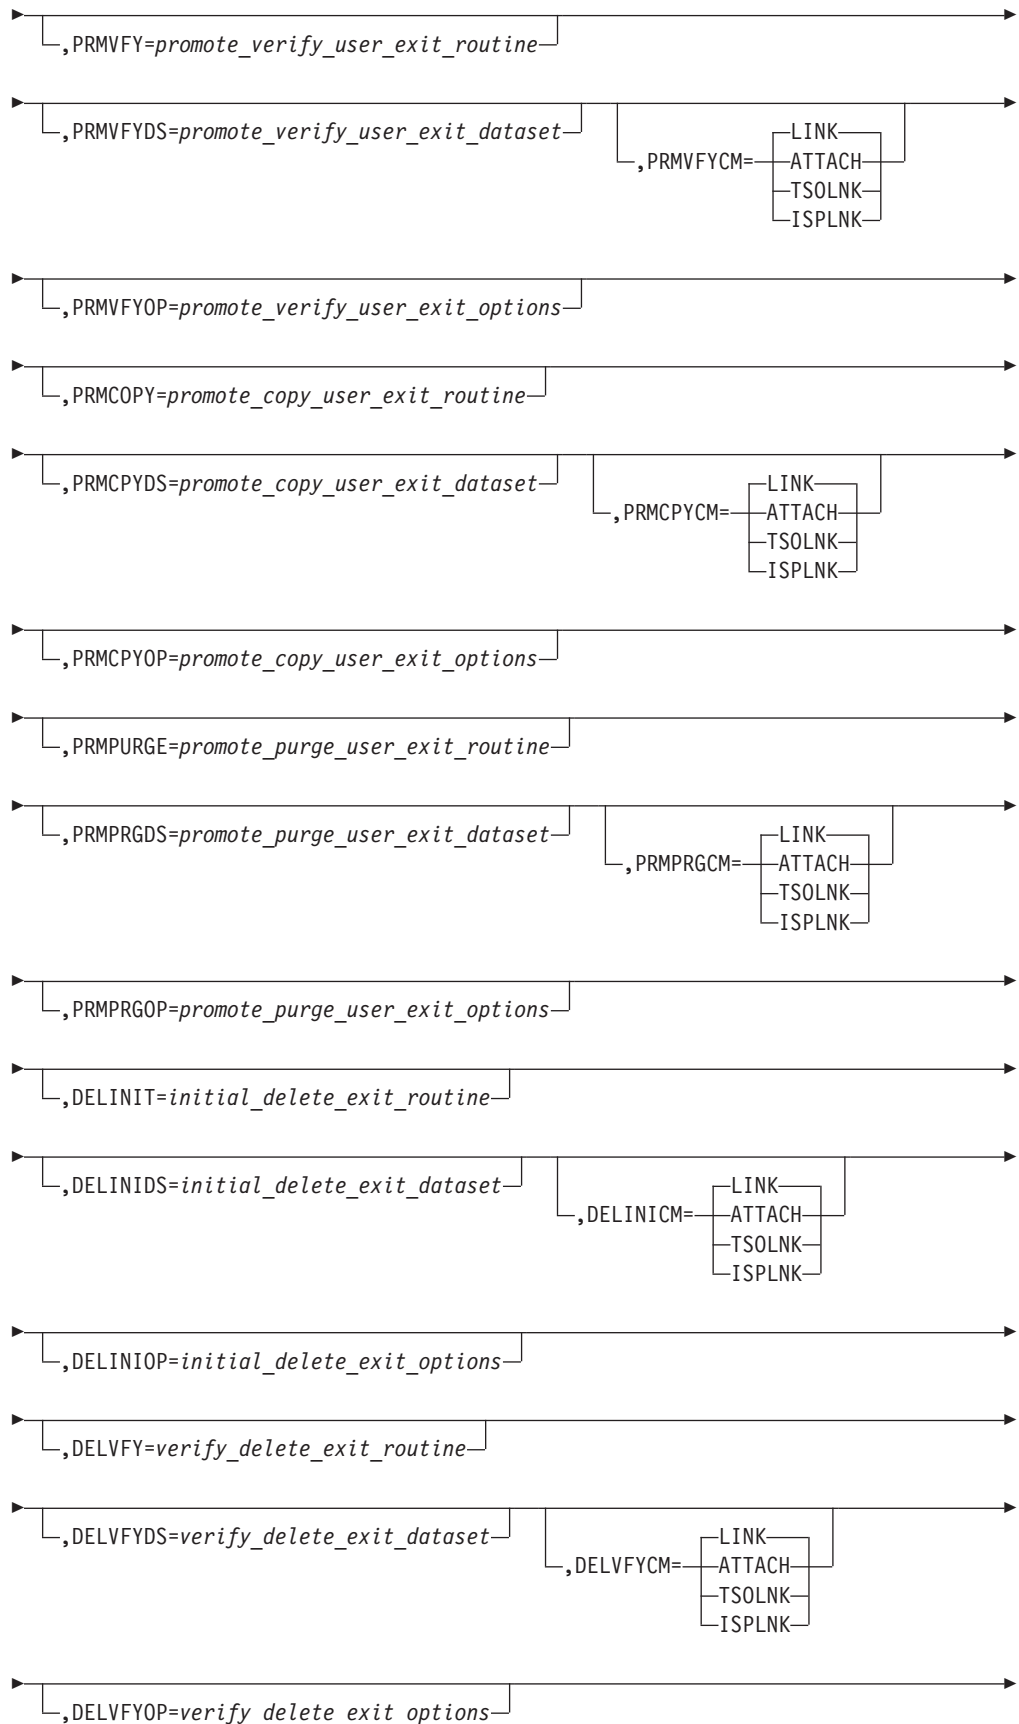 ,PRMVFY=promote_verify_user_exit_routine
,PRMVFYDS=promote_verify_user_exit_dataset
,PRMVFYCM=
LINK
ATTACH
TSOLNK
ISPLNK
,PRMVFYOP=promote_verify_user_exit_options
,PRMCOPY=promote_copy_user_exit_routine
,PRMCPYDS=promote_copy_user_exit_dataset
,PRMCPYCM=
LINK
ATTACH
TSOLNK
ISPLNK
,PRMCPYOP=promote_copy_user_exit_options
,PRMPURGE=promote_purge_user_exit_routine
,PRMPRGDS=promote_purge_user_exit_dataset
,PRMPRGCM=
LINK
ATTACH
TSOLNK
ISPLNK
,PRMPRGOP=promote_purge_user_exit_options
,DELINIT=initial_delete_exit_routine
,DELINIDS=initial_delete_exit_dataset
,DELINICM=
LINK
ATTACH
TSOLNK
ISPLNK
,DELINIOP=initial_delete_exit_options
,DELVFY=verify_delete_exit_routine
,DELVFYDS=verify_delete_exit_dataset
,DELVFYCM=
LINK
ATTACH
TSOLNK
ISPLNK
,DELVFYOP=verify delete exit options